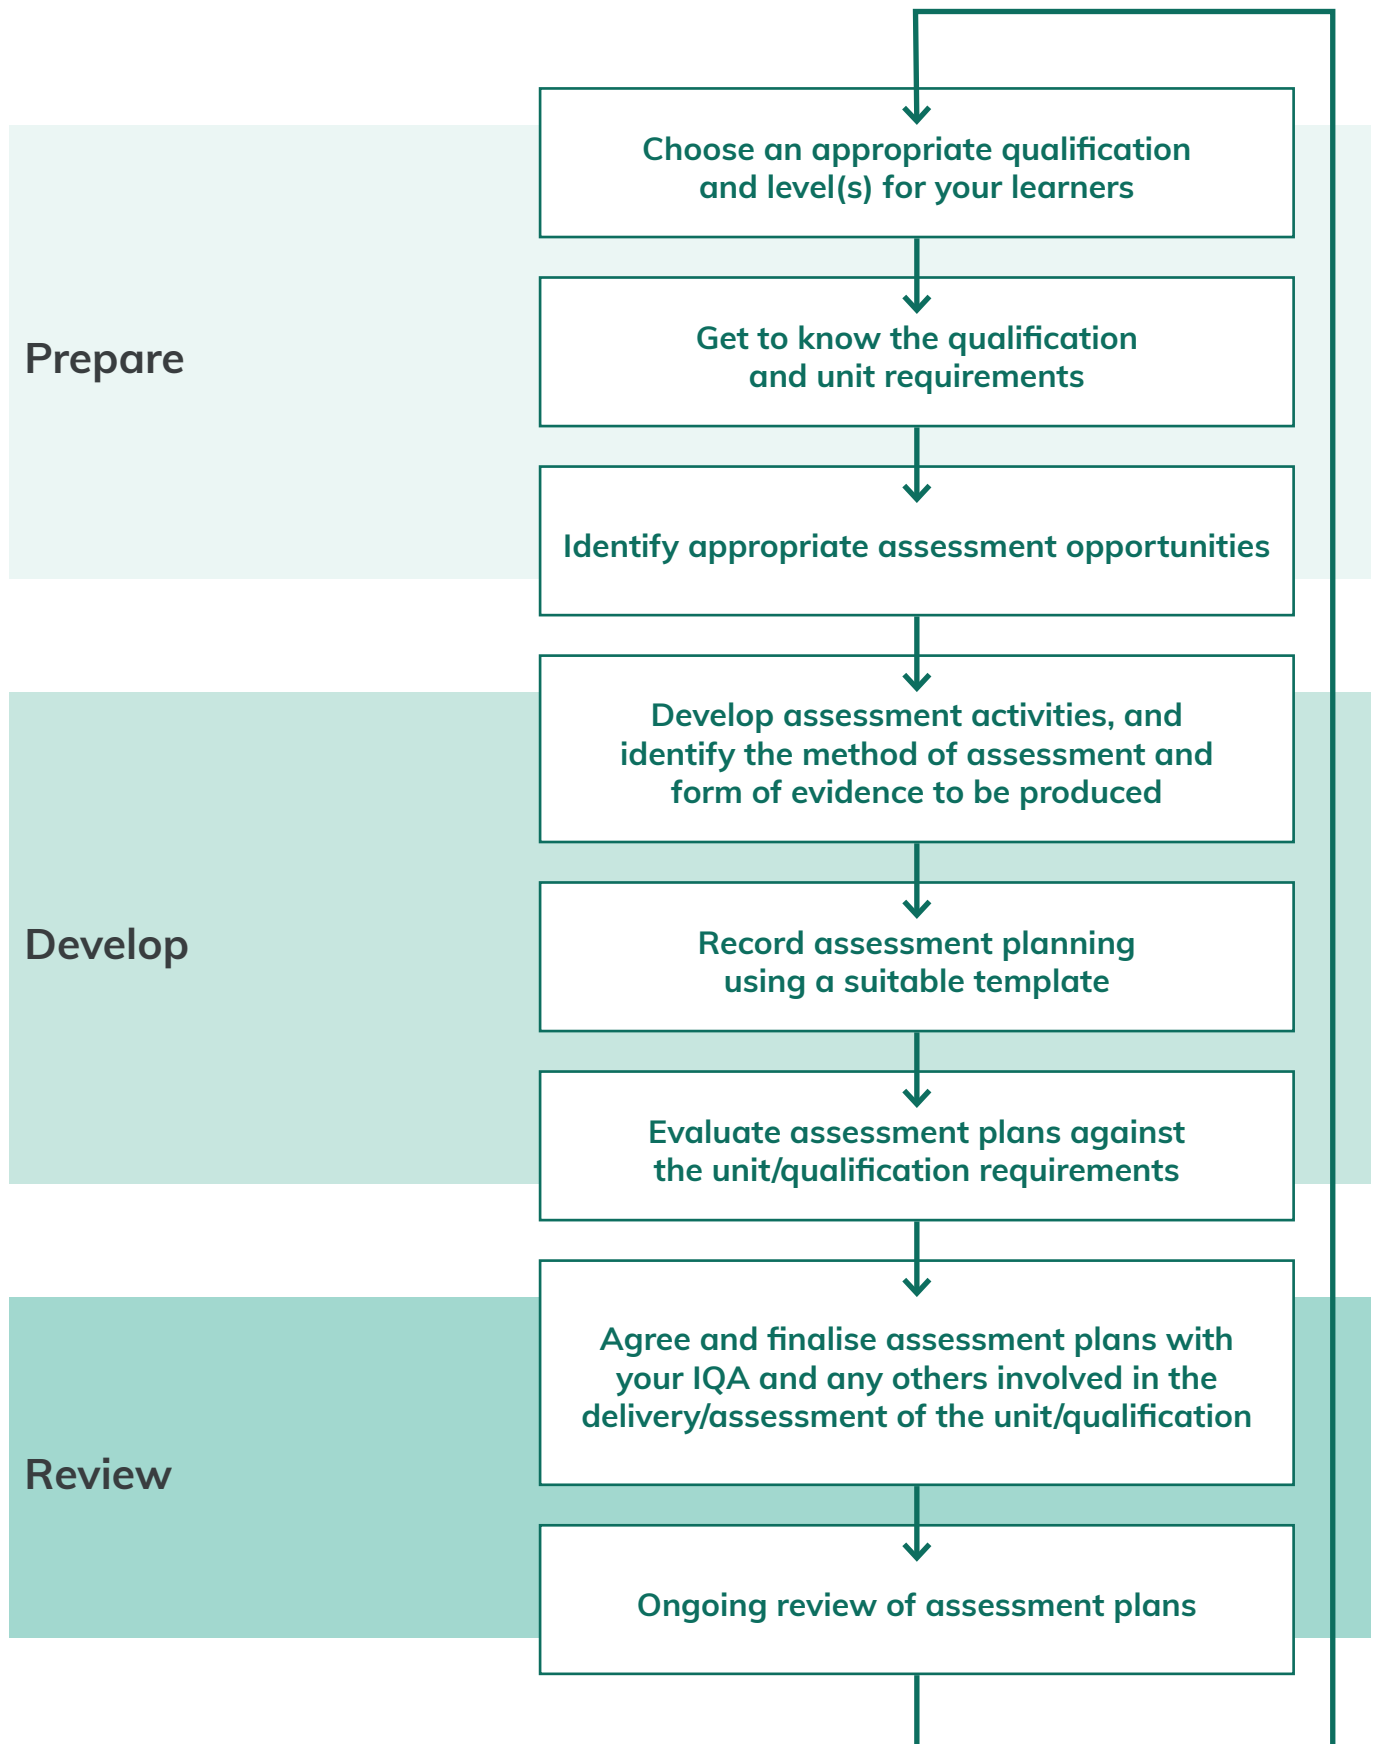 Choose an appropriate qualification
and level(s) for your learners
Prepare
Get to know the qualification
and unit requirements
Identify appropriate assessment opportunities
Develop assessment activities, and
identify the method of assessment and
form of evidence to be produced
Develop
Record assessment planning
using a suitable template
Evaluate assessment plans against
the unit/qualification requirements
Agree and finalise assessment plans with
your IQA and any others involved in the
delivery/assessment of the unit/qualification
Review
Ongoing review of assessment plans